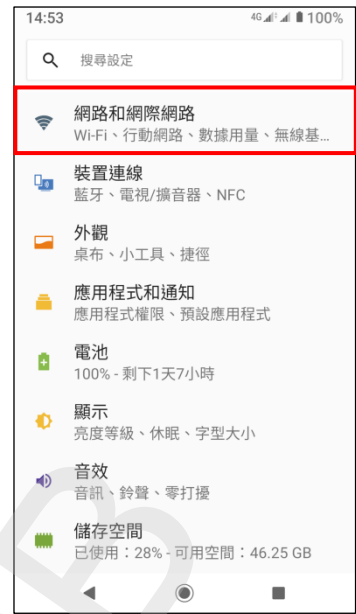 14:53 4G 100%
搜尋設定
網路和網際網路
Wi-Fi、行動網路、數據用量、無線基...
裝置連線
藍牙、電視/擴音器、NFC
外觀
桌布、小工具、捷徑
應用程式和通知
應用程式權限、預設應用程式
電池
100% - 剩下1天7小時
顯示
亮度等級、休眠、字型大小
音效
音訊、鈴聲、零打擾
儲存空間
已使用：28% - 可用空間：46.25 GB